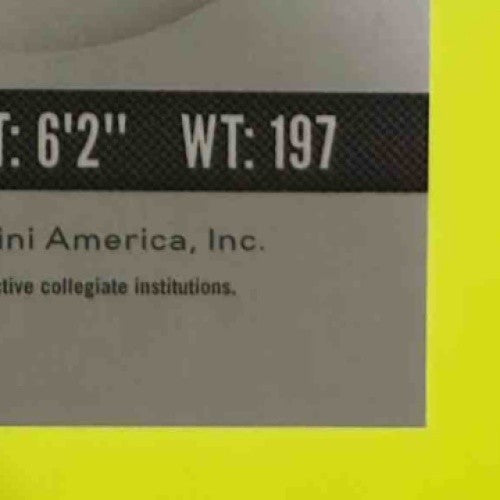 T: 6'2" WT: 197
ini America, Inc.
ctive collegiate institutions.